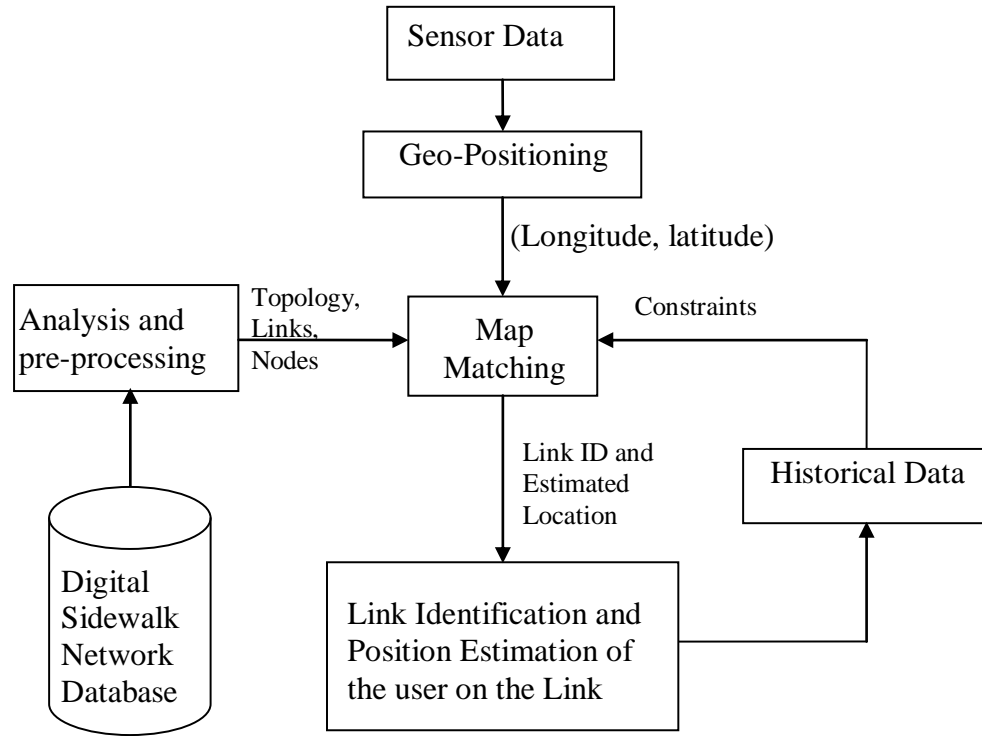 Sensor Data
Geo-Positioning
(Longitude, latitude)
Analysis and
pre-processing
Topology,
Links,
Nodes
Map
Matching
Constraints
Link ID and
Estimated
Location
Historical Data
Digital
Sidewalk
Network
Database
Link Identification and
Position Estimation of
the user on the Link